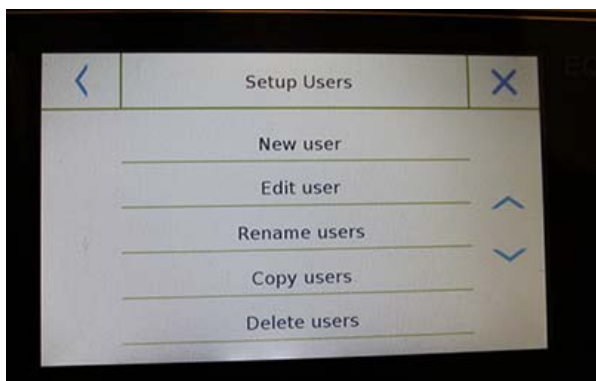 Setup Users
New user
Edit user
Rename users
Copy users
Delete users